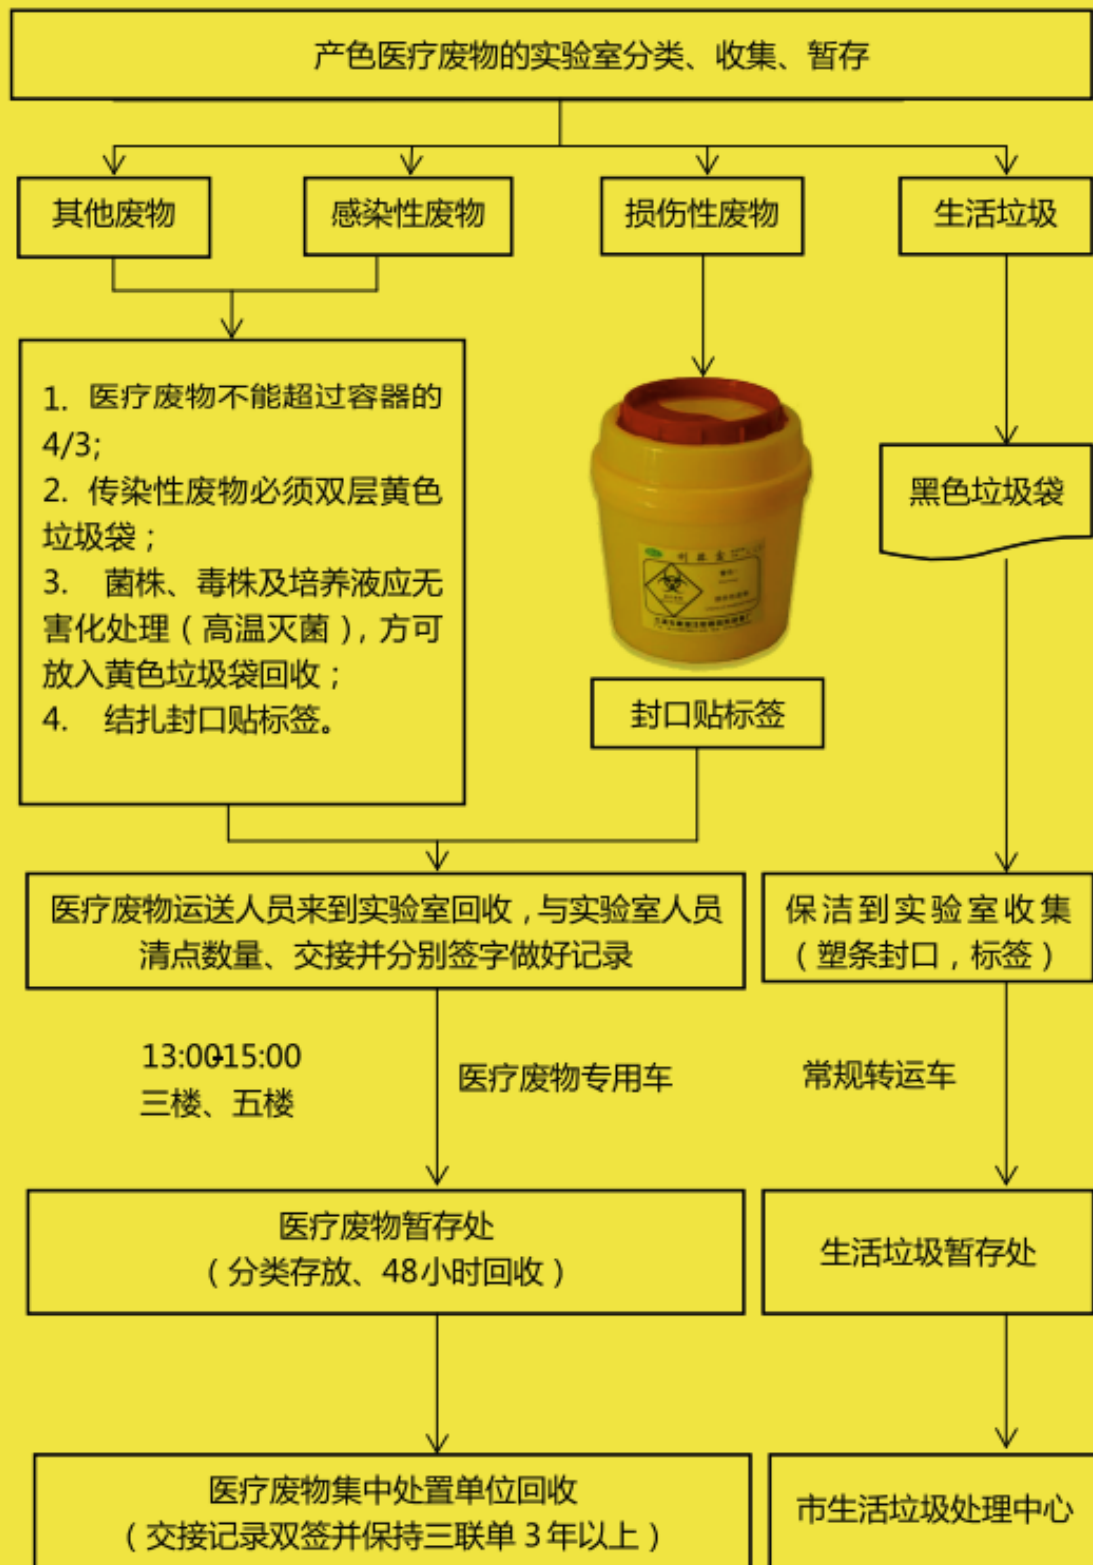 产色医疗废物的实验室分类、收集、暂存
其他废物
感染性废物
损伤性废物
生活垃圾
1. 医疗废物不能超过容器的
4/3;
2. 传染性废物必须双层黄色
垃圾袋；
3. 菌株、毒株及培养液应无
害化处理（高温灭菌），方可
放入黄色垃圾袋回收；
4. 结扎封口贴标签。
封口贴标签
黑色垃圾袋
医疗废物运送人员来到实验室回收，与实验室人员
清点数量、交接并分别签字做好记录
保洁到实验室收集
（塑条封口，标签）
13:00-15:00
三楼、五楼
医疗废物专用车
常规转运车
医疗废物暂存处
（分类存放、48小时回收）
生活垃圾暂存处
医疗废物集中处置单位回收
（交接记录双签并保持三联单 3 年以上）
市生活垃圾处理中心